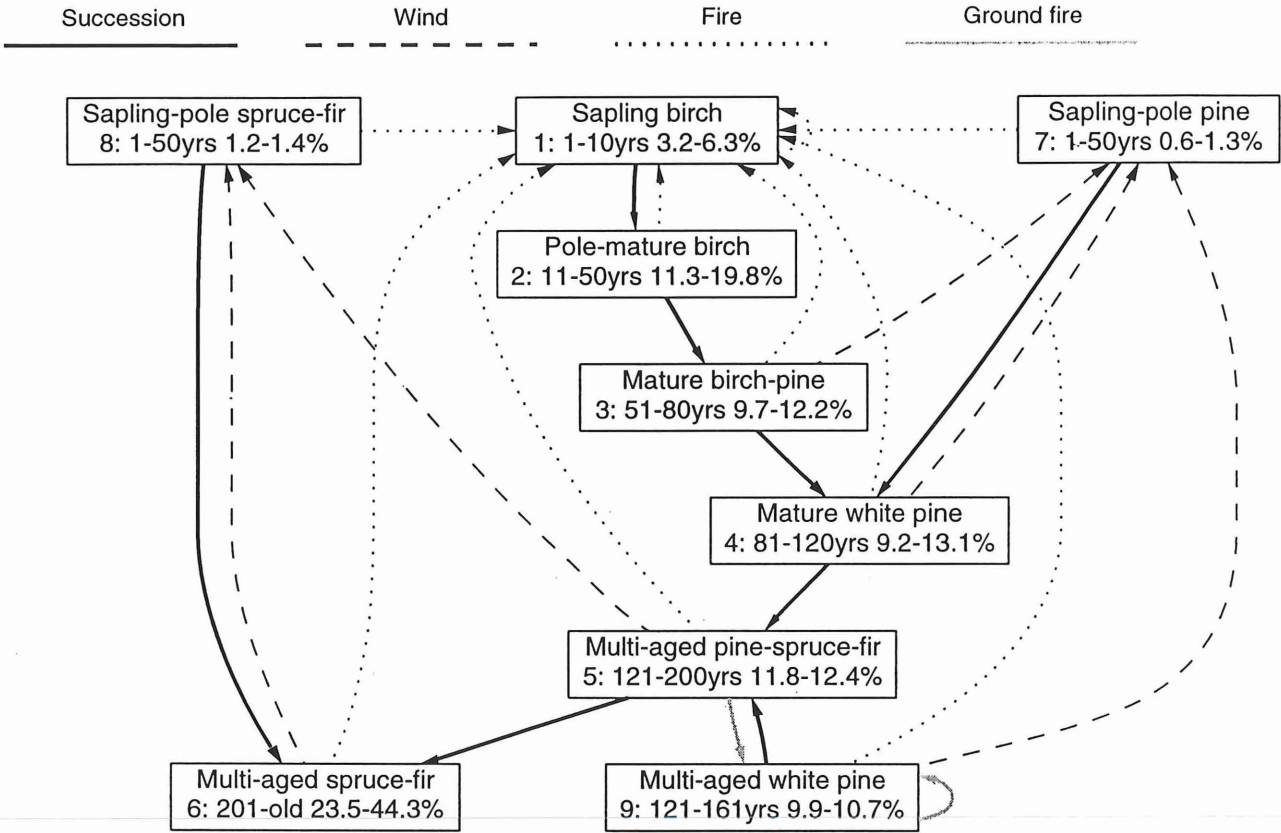 Succession
Wind
Fire
Ground fire
Sapling-pole spruce-fir
8: 1-50yrs 1.2-1.4%
Sapling birch
1: 1-10yrs 3.2-6.3%
Sapling-pole pine
7: 1-50yrs 0.6-1.3%
Pole-mature birch
2: 11-50yrs 11.3-19.8%
Mature birch-pine
3: 51-80yrs 9.7-12.2%
Mature white pine
4: 81-120yrs 9.2-13.1%
Multi-aged pine-spruce-fir
5: 121-200yrs 11.8-12.4%
Multi-aged spruce-fir
6: 201-old 23.5-44.3%
Multi-aged white pine
9: 121-161yrs 9.9-10.7%